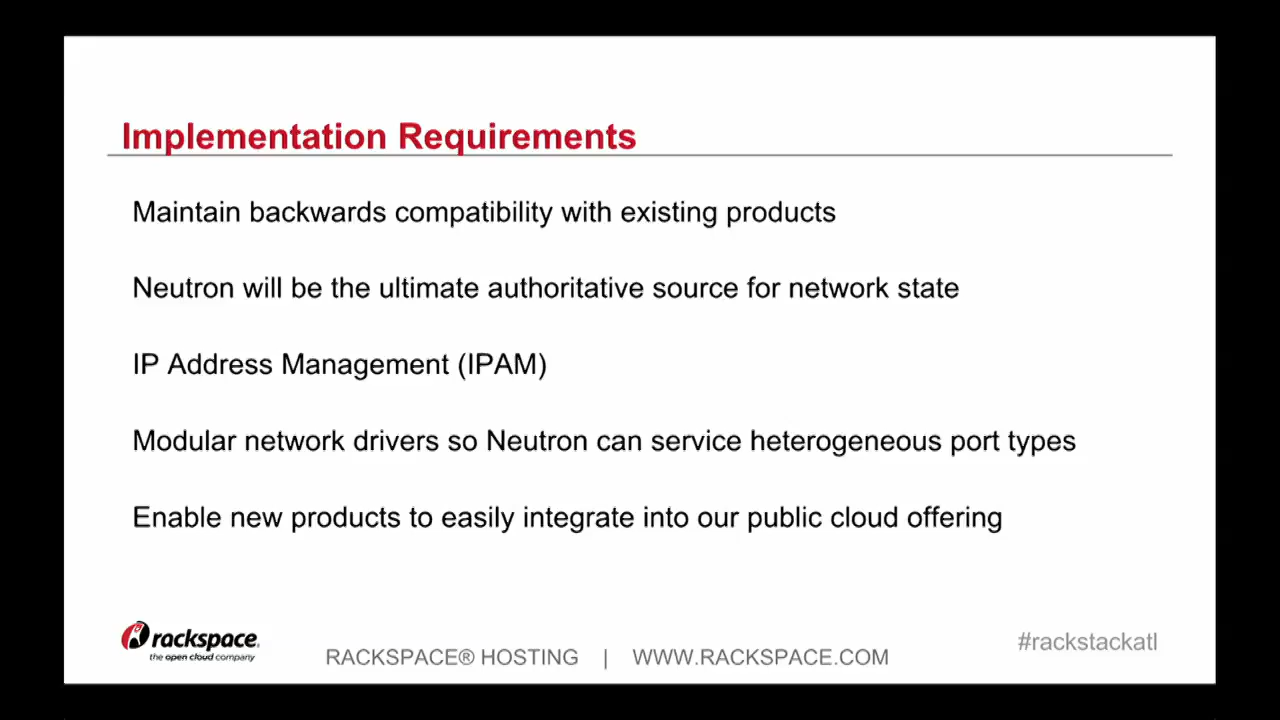 Implementation Requirements
Maintain backwards compatibility with existing products
Neutron will be the ultimate authoritative source for network state
IP Address Management (IPAM)
Modular network drivers so Neutron can service heterogeneous port types
Enable new products to easily integrate into our public cloud offering
rackspace®
the open cloud company
RACKSPACE® HOSTING | WWW.RACKSPACE.COM
#rackstackatl